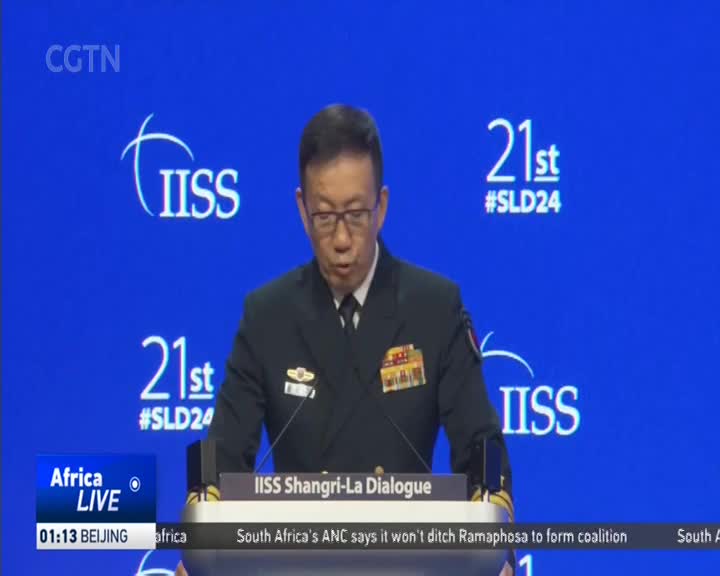 CGTN
IISS
21st
#SLD24
21st
#SLD24
IISS
IISS Shangri-La Dialogue
Africa
LIVE
01:13 BEIJING
africa South Africa's ANC says it won't ditch Ramaphosa to form coalition South A